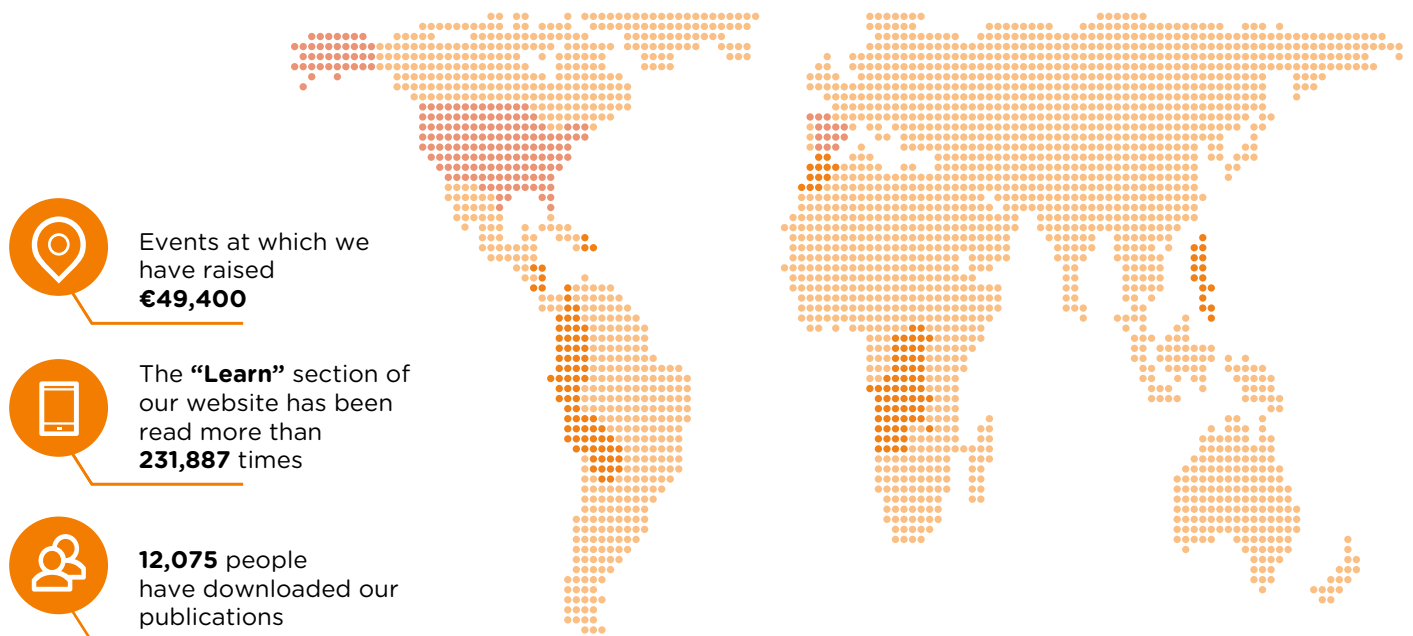 Events at which we
have raised
€49,400
The “Learn” section of
our website has been
read more than
231,887 times
12,075 people
have downloaded our
publications